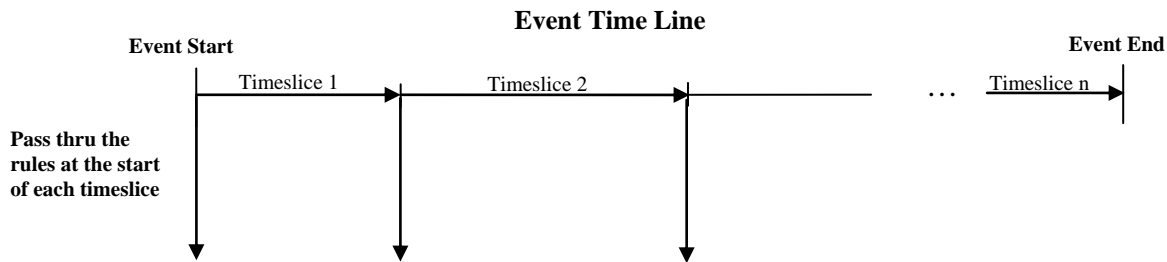 Event Time Line
Event Start
Event End
Timeslice 1
Timeslice 2
...
Timeslice n
Pass thru the
rules at the start
of each timeslice